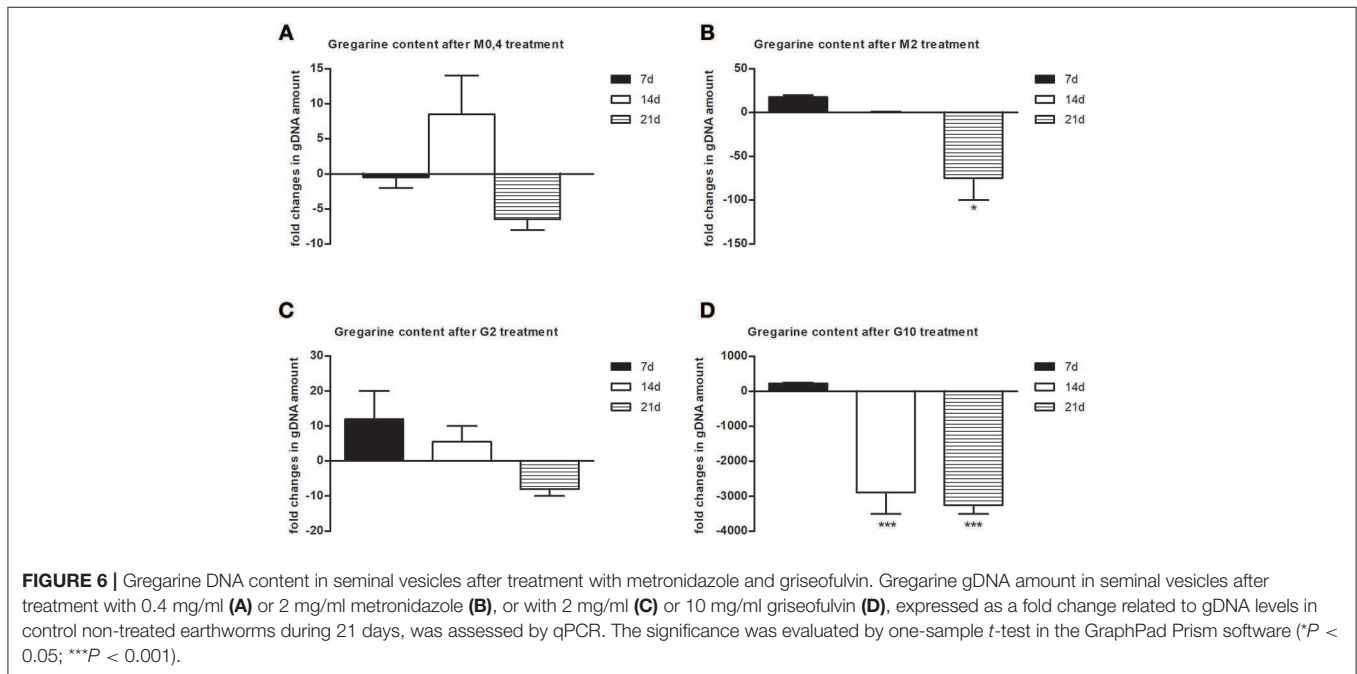 A
Gregarine content after M0,4 treatment
fold changes in gDNA amount
15
10
5
0
-5
-10
7d
14d
21d
B
Gregarine content after M2 treatment
fold changes in gDNA amount
50
0
-50
-100
-150
*
7d
14d
21d
C
Gregarine content after G2 treatment
fold changes in gDNA amount
30
20
10
0
-10
-20
7d
14d
21d
D
Gregarine content after G10 treatment
fold changes in gDNA amount
1000
0
-1000
-2000
-3000
-4000
***
***
7d
14d
21d
FIGURE 6 | Gregarine DNA content in seminal vesicles after treatment with metronidazole and griseofulvin. Gregarine gDNA amount in seminal vesicles after
treatment with 0.4 mg/ml (A) or 2 mg/ml metronidazole (B), or with 2 mg/ml (C) or 10 mg/ml griseofulvin (D), expressed as a fold change related to gDNA levels in
control non-treated earthworms during 21 days, was assessed by qPCR. The significance was evaluated by one-sample t-test in the GraphPad Prism software (*P <
0.05; ***P < 0.001).